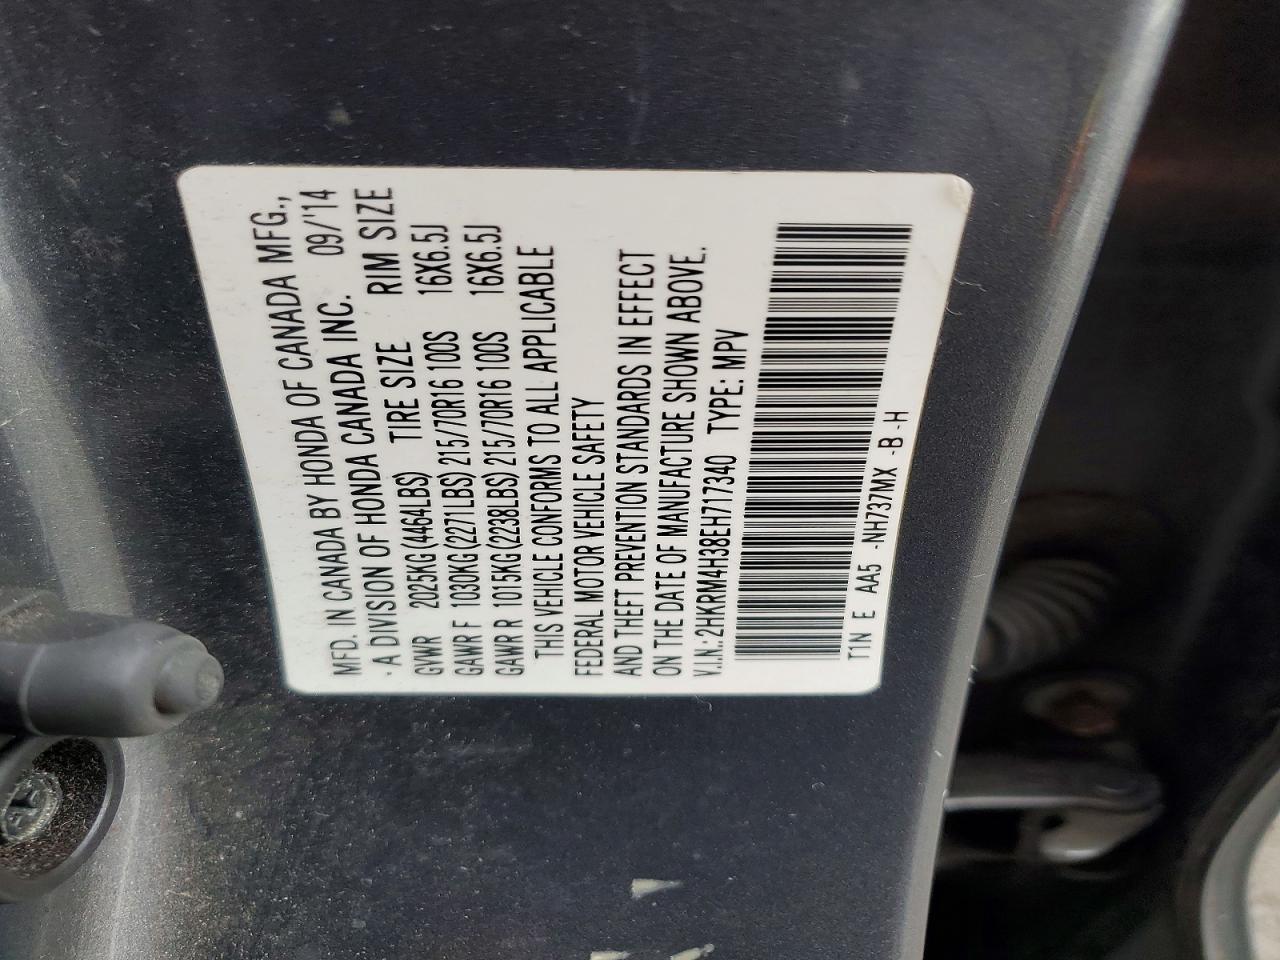 MFD. IN CANADA BY HONDA OF CANADA MFG.,
- A DIVISION OF HONDA CANADA INC. 09/'14
GVWR 2025KG (4464LBS) TIRE SIZE RIM SIZE
GAWR F 1030KG (2271LBS) 215/70R16 100S 16X6.5J
GAWR R 1015KG (2238LBS) 215/70R16 100S 16X6.5J
THIS VEHICLE CONFORMS TO ALL APPLICABLE
FEDERAL MOTOR VEHICLE SAFETY
AND THEFT PREVENTION STANDARDS IN EFFECT
ON THE DATE OF MANUFACTURE SHOWN ABOVE.
V.I.N.: 2HKRM4H38EH717340 TYPE: MPV
T1N E AA5 -NH737MX -B -H